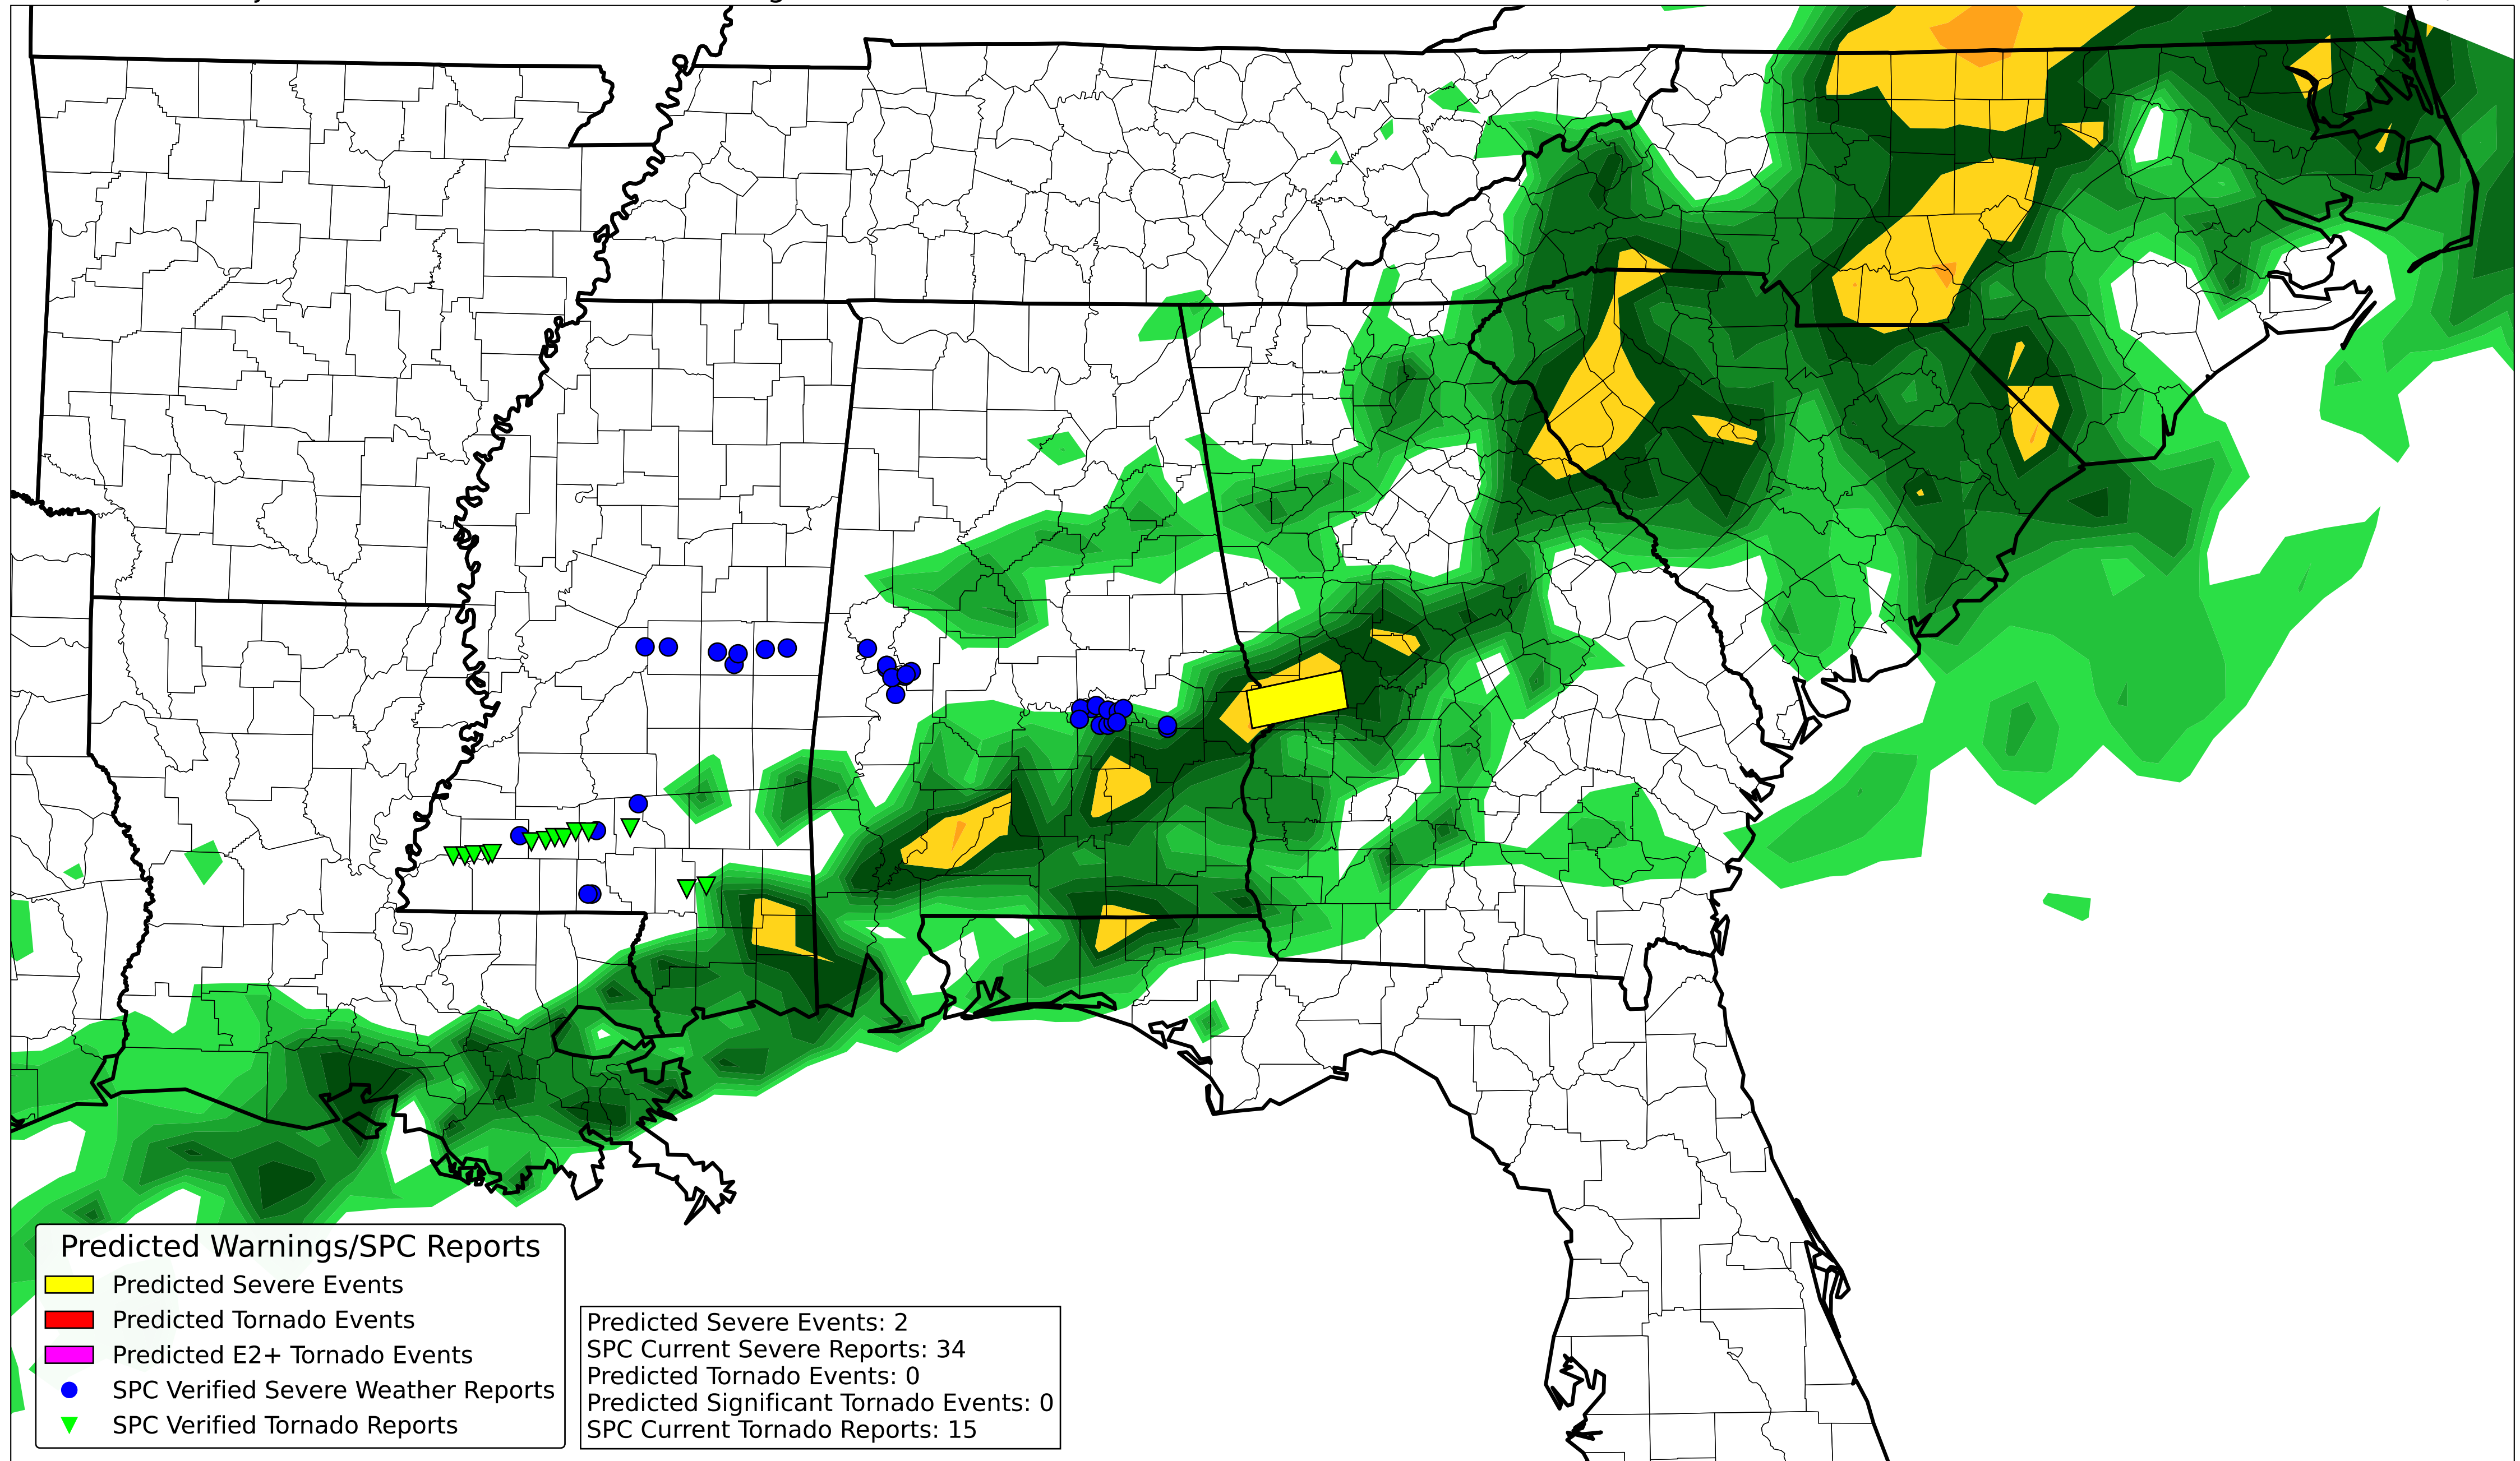 Predicted Warnings/SPC Reports
Predicted Severe Events
Predicted Tornado Events
Predicted E2+ Tornado Events
SPC Verified Severe Weather Reports
SPC Verified Tornado Reports
Predicted Severe Events: 2
SPC Current Severe Reports: 34
Predicted Tornado Events: 0
Predicted Significant Tornado Events: 0
SPC Current Tornado Reports: 15